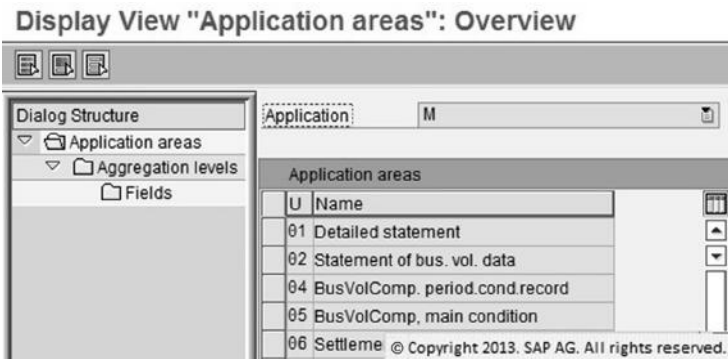 Display View "Application areas": Overview
Dialog Structure
Application areas
Aggregation levels
Fields
Application M
Application areas
U Name
01 Detailed statement
02 Statement of bus. vol. data
04 BusVolComp. period.cond.record
05 BusVolComp, main condition
06 Settleme
© Copyright 2013. SAP AG. All rights reserved.